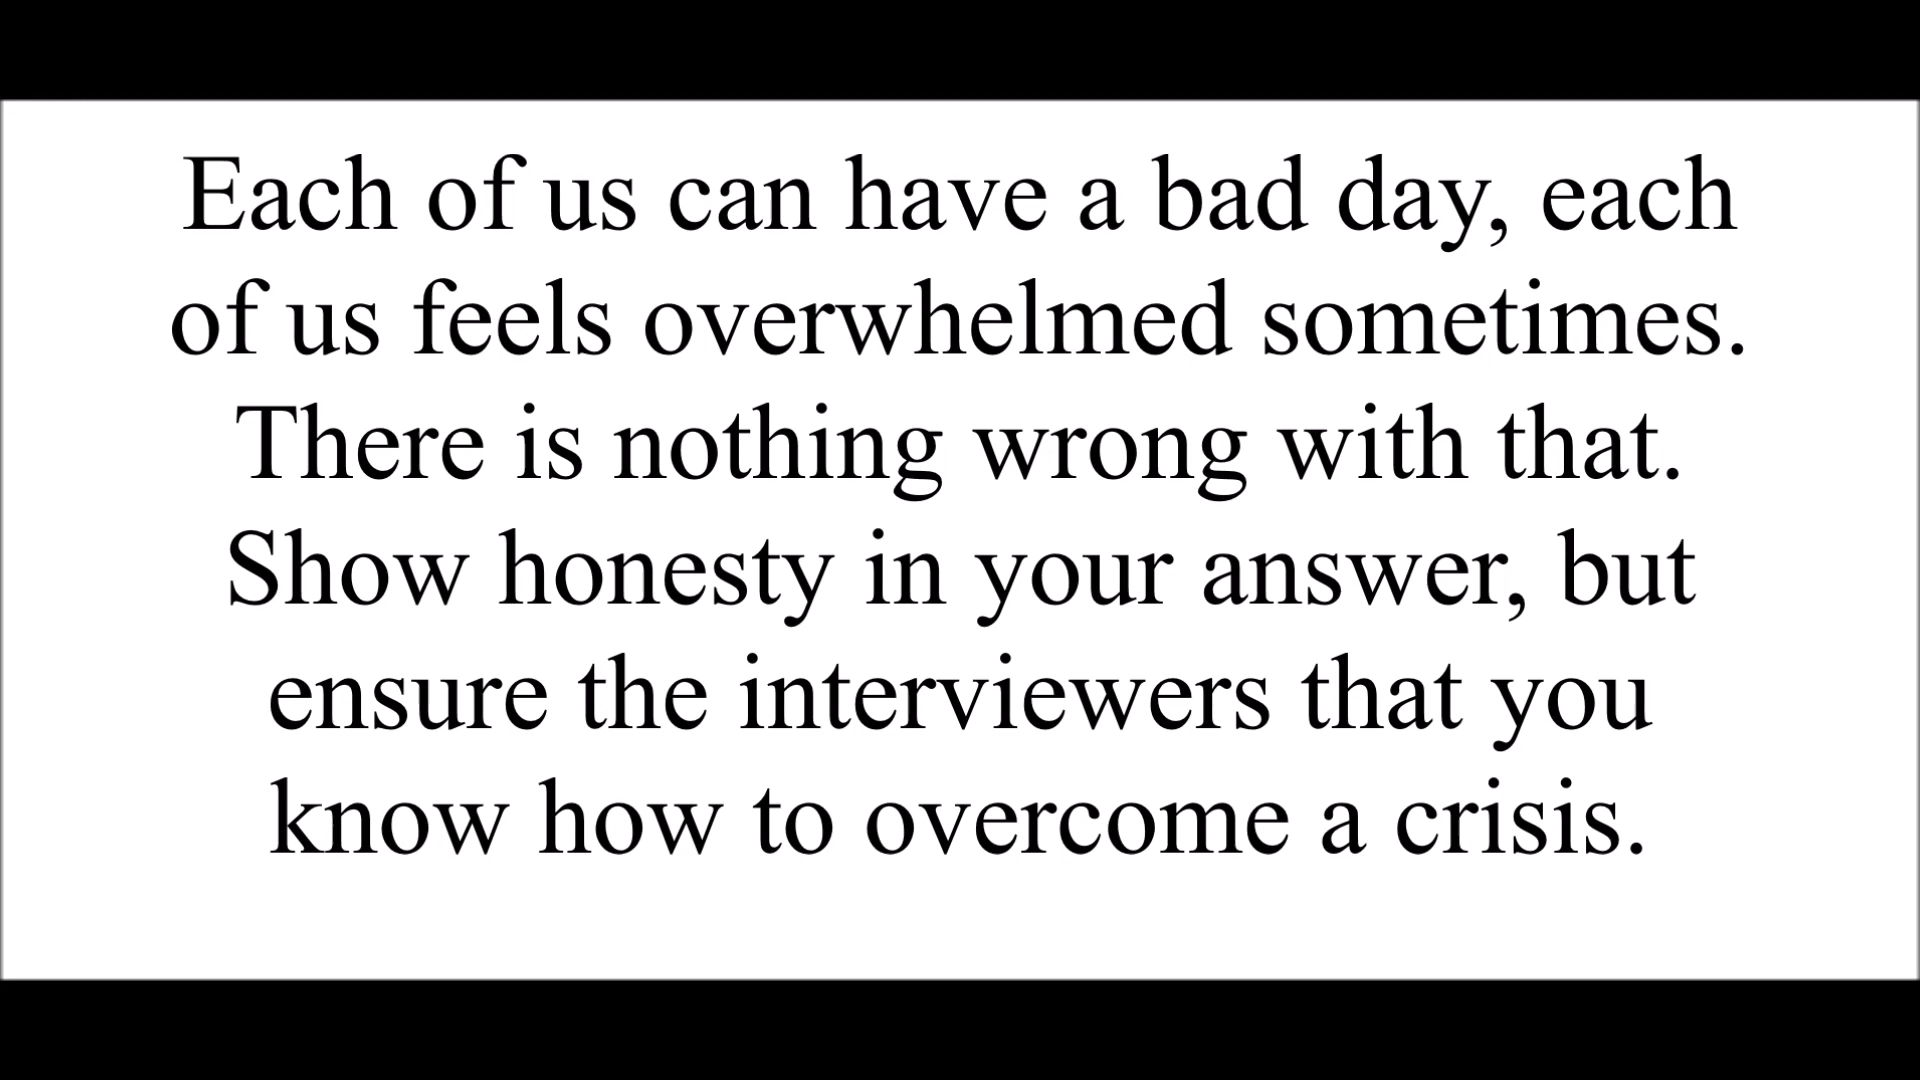 Each of us can have a bad day, each
of us feels overwhelmed sometimes.
There is nothing wrong with that.
Show honesty in your answer, but
ensure the interviewers that you
know how to overcome a crisis.